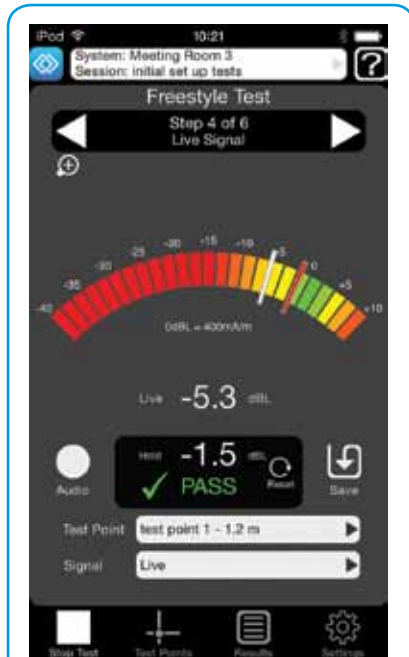 iPod 10:21
System: Meeting Room 3
Session: initial set up tests
?
Freestyle Test
Step 4 of 6
Live Signal
-40 -35 -30 -25 -20 -15 -10 -5 0 +5 +10
0dBL = 400mA/m
Live -5.3 dBL
Hold -1.5 dBL
PASS
Reset
Audio
Save
Test Point test point 1 - 1.2 m
Signal Live
Stop Test Test Points Results Settings